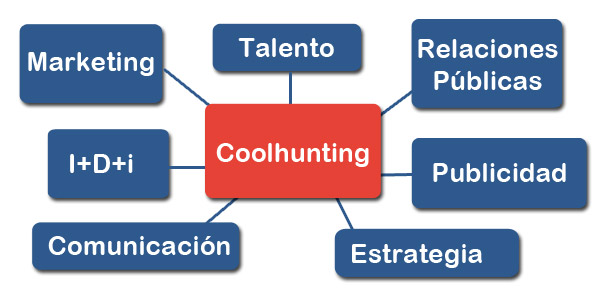 Marketing
Talento
Relaciones
Públicas
I+D+i
Coolhunting
Publicidad
Comunicación
Estrategia